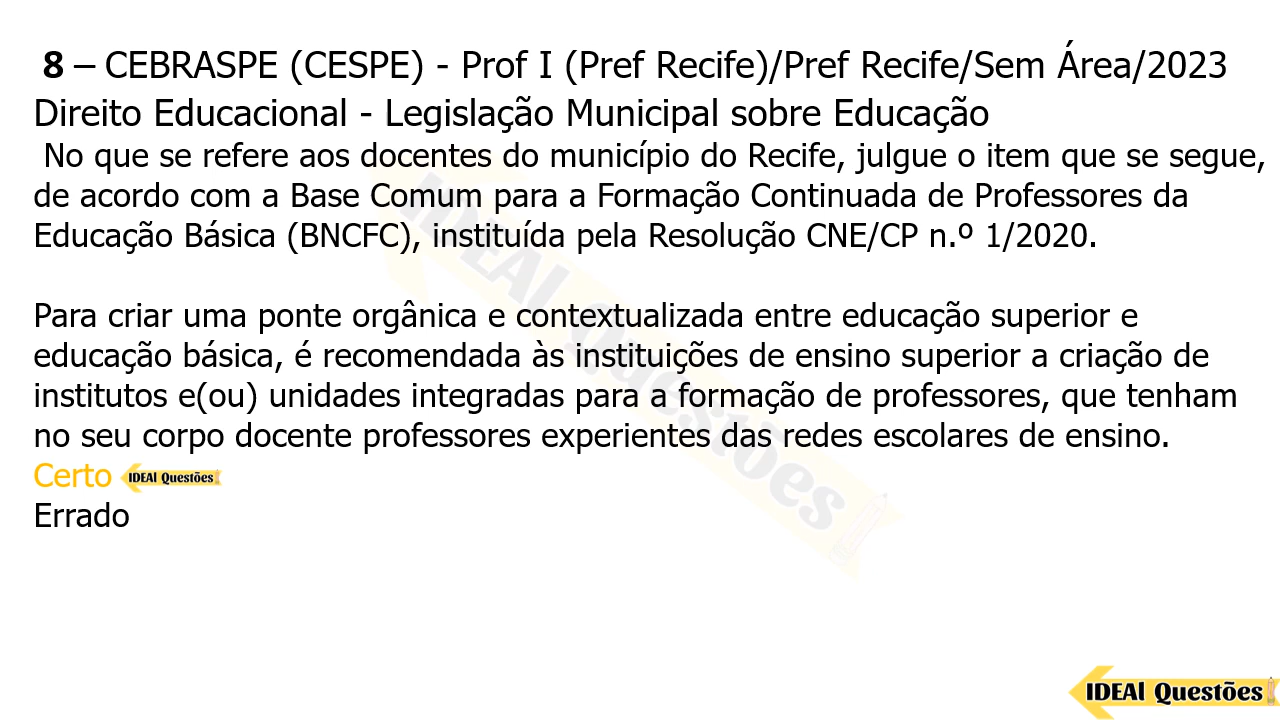 8 – CEBRASPE (CESPE) - Prof I (Pref Recife)/Pref Recife/Sem Área/2023
Direito Educacional - Legislação Municipal sobre Educação
No que se refere aos docentes do município do Recife, julgue o item que se segue,
de acordo com a Base Comum para a Formação Continuada de Professores da
Educação Básica (BNCFC), instituída pela Resolução CNE/CP n.º 1/2020.
Para criar uma ponte orgânica e contextualizada entre educação superior e
educação básica, é recomendada às instituições de ensino superior a criação de
institutos e(ou) unidades integradas para a formação de professores, que tenham
no seu corpo docente professores experientes das redes escolares de ensino.
Certo IDEAl Questões
Errado
IDEAl Questões
IDEAl Questões